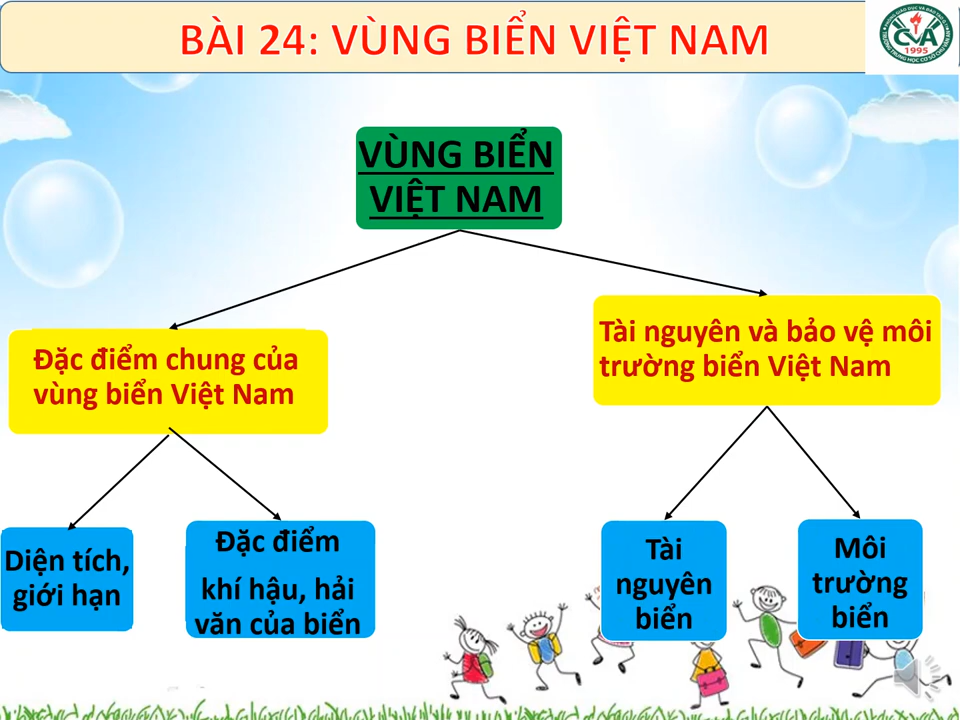 BÀI 24: VÙNG BIỂN VIỆT NAM
CVA
1995
VÙNG BIỂN
VIỆT NAM
Đặc điểm chung của
vùng biển Việt Nam
Tài nguyên và bảo vệ môi
trường biển Việt Nam
Diện tích,
giới hạn
Đặc điểm
khí hậu, hải
văn của biển
Tài
nguyên
biển
Môi
trường
biển